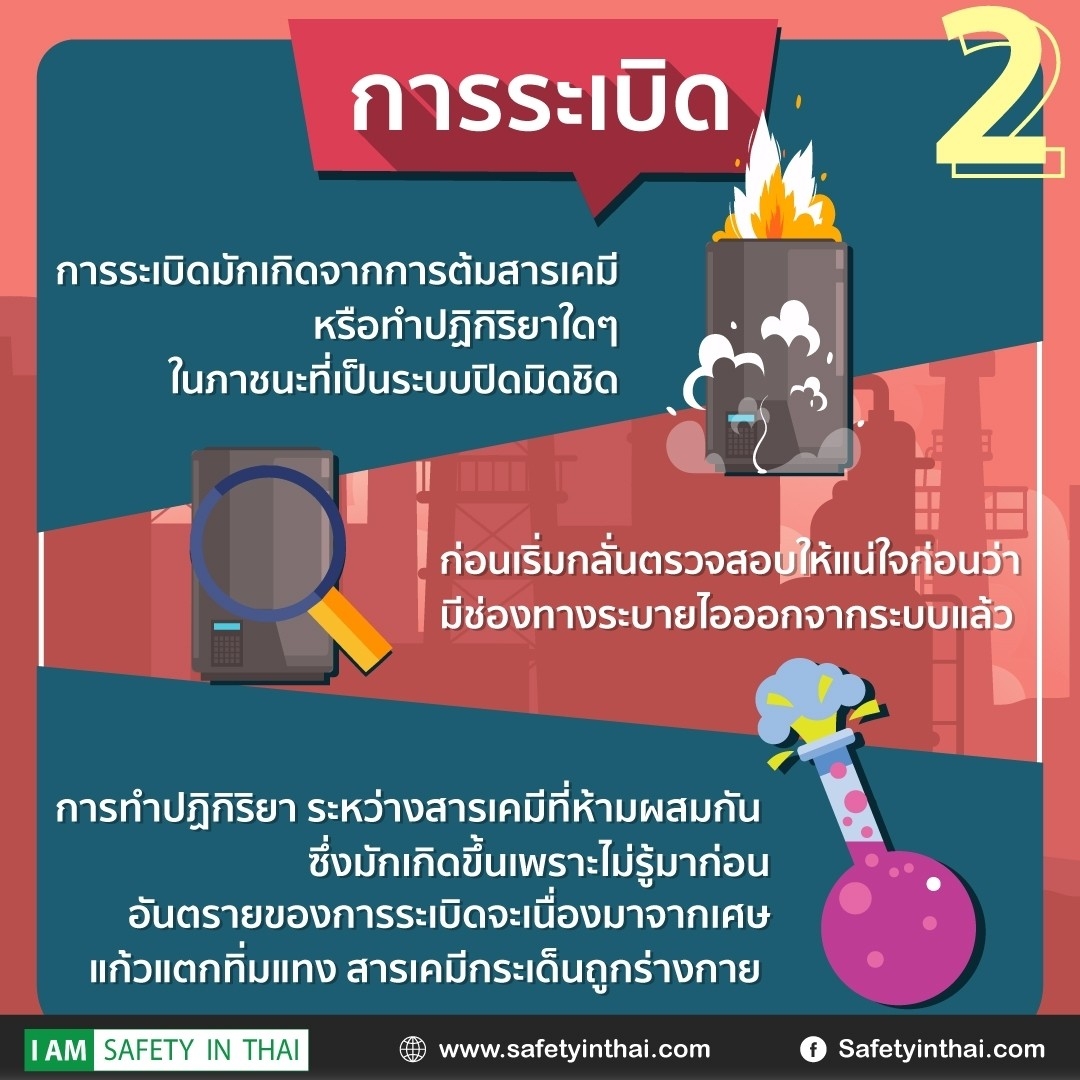 การระเบิด
2
การระเบิดมักเกิดจากการต้มสารเคมี
หรือทำปฏิกิริยาใดๆ
ในภาชนะที่เป็นระบบปิดมิดชิด
ก่อนเริ่มกลั่นตรวจสอบให้แน่ใจก่อนว่า
มีช่องทางระบายไอออกจากระบบแล้ว
การทำปฏิกิริยา ระหว่างสารเคมีที่ห้ามผสมกัน
ซึ่งมักเกิดขึ้นเพราะไม่รู้มาก่อน
อันตรายของการระเบิดจะเนื่องมาจากเศษ
แก้วแตกทิ่มแทง สารเคมีกระเด็นถูกร่างกาย
I AM SAFETY IN THAI
www.safetyinthai.com
Safetyinthai.com